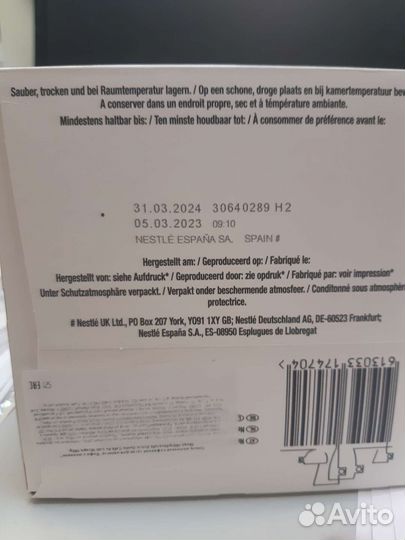 Sauber, trocken und bei Raumtemperatur lagern. / Op een schone, droge plaats en bij kamertemperatuur bew
A conserver dans un endroit propre, sec et à température ambiante.
Mindestens haltbar bis: / Ten minste houdbaar tot: / À consommer de préférence avant le:
31.03.2024 30640289 H2
05.03.2023 09:10
NESTLÉ ESPAÑA SA. SPAIN #
Hergestellt am: / Geproduceerd op: / Fabriqué le:
Hergestellt von: siehe Aufdruck* / Geproduceerd door: zie opdruk* / Fabriqué par: voir impression*
Unter Schutzatmosphäre verpackt. / Verpakt onder beschermende atmosfeer. / Conditonné sous atmosphè
protectrice.
# Nestlé UK Ltd., PO Box 207 York, YO91 1XY GB; Nestlé Deutschland AG, DE-60523 Frankfurt;
Nestlé España S.A., ES-08950 Esplugues de Llobregat
613033 174704 >
EAC
Avito